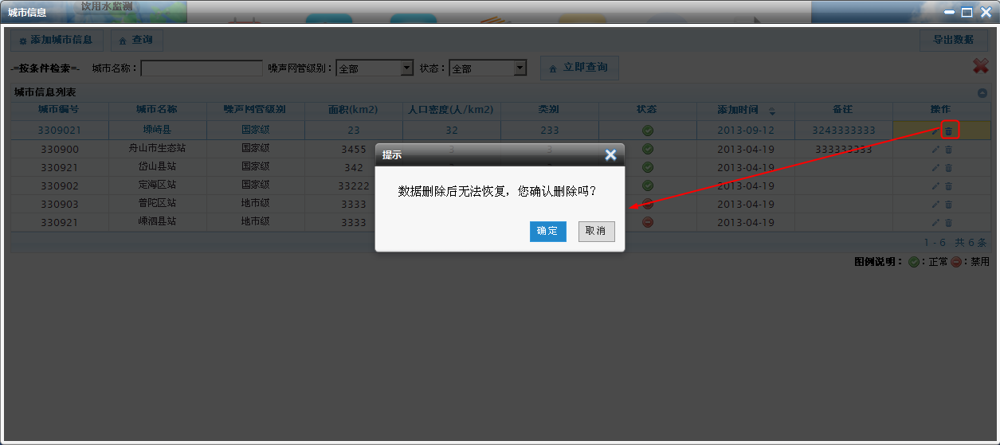 饮用水监测
城市信息
添加城市信息 查询 导出数据
-=按条件检索=- 城市名称： 噪声网管级别： 全部 状态： 全部 立即查询
城市信息列表
城市编号 城市名称 噪声网管级别 面积(km2) 人口密度(人/km2) 类别 状态 添加时间 备注 操作
3309021 嵊峙县 国家级 23 32 233 2013-09-12 3243333333
330900 舟山市生态站 国家级 3455 3 3 2013-04-19 333333333
330921 岱山县站 国家级 342 2013-04-19
330902 定海区站 国家级 33222 2013-04-19
330903 普陀区站 地市级 3333 2013-04-19
330921 嵊泗县站 地市级 3333 2013-04-19
1 - 6 共 6 条
图例说明： ：正常 ：禁用
提示
数据删除后无法恢复，您确认删除吗？
确定 取消